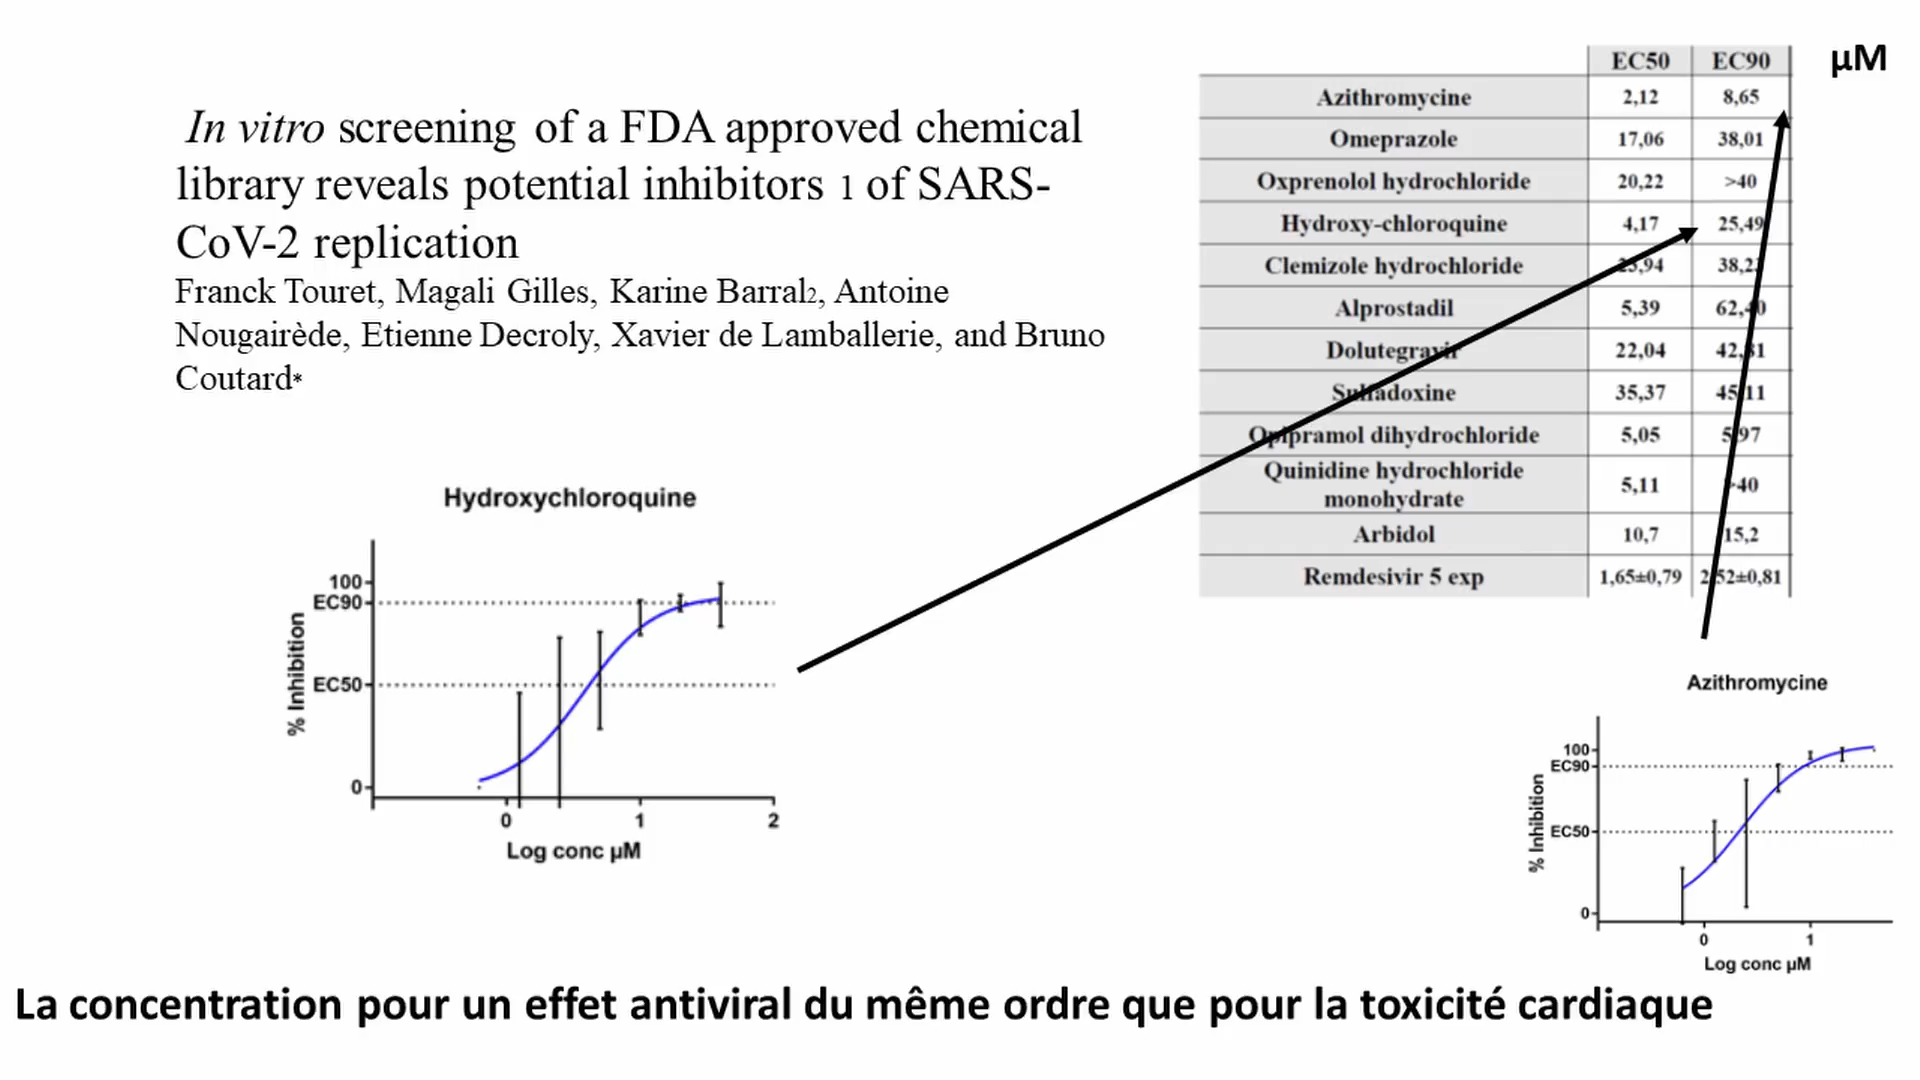 In vitro screening of a FDA approved chemical
library reveals potential inhibitors 1 of SARS-
CoV-2 replication
Franck Touret, Magali Gilles, Karine Barral2, Antoine
Nougairède, Etienne Decroly, Xavier de Lamballerie, and Bruno
Coutard*
µM
EC50 EC90
Azithromycine 2,12 8,65
Omeprazole 17,06 38,01
Oxprenolol hydrochloride 20,22 >40
Hydroxy-chloroquine 4,17 25,49
Clemizole hydrochloride
Alprostadil 5,39
Dolutegravir 22,04
Sulfadoxine 35,37
Opipramol dihydrochloride 5,05
Quinidine hydrochloride
monohydrate 5,11 >40
Arbidol 10,7 15,2
Remdesivir 5 exp 1,65±0,79
Hydroxychloroquine
100
EC90
EC50
0
% Inhibition
0 1 2
Log conc µM
Azithromycine
100
EC90
EC50
0
% Inhibition
0 1
Log conc µM
La concentration pour un effet antiviral du même ordre que pour la toxicité cardiaque